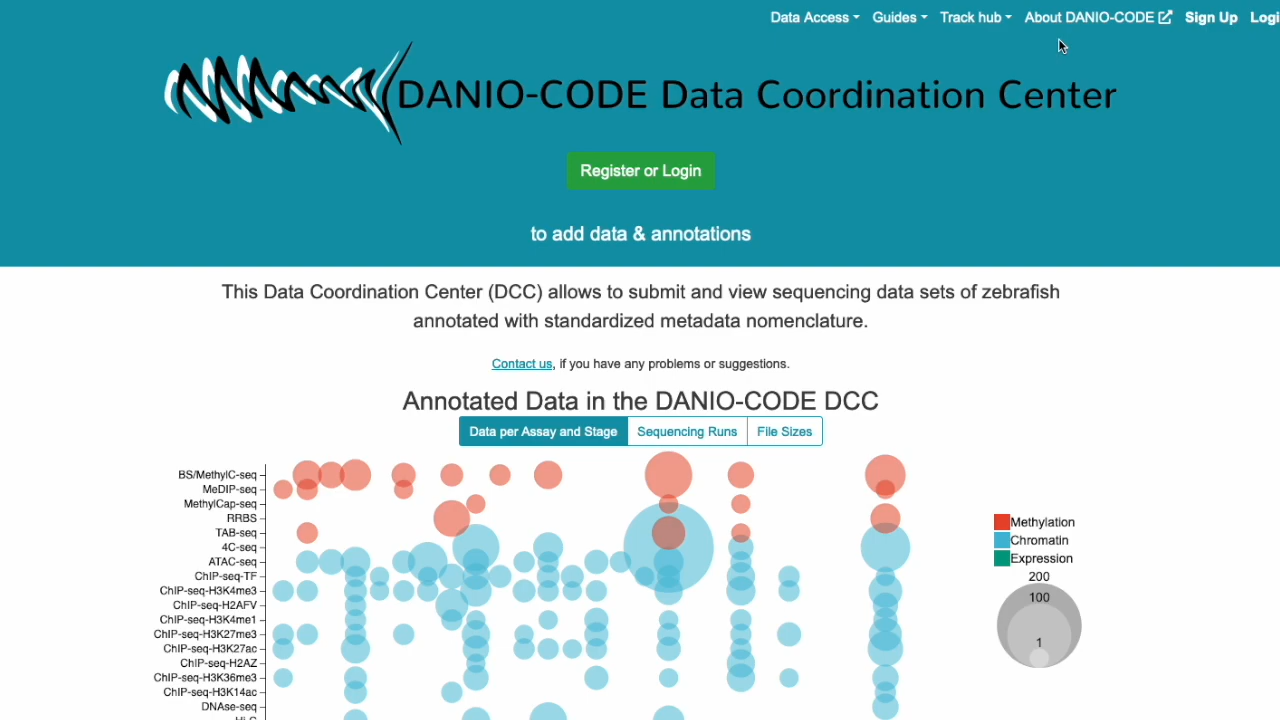 Data Access Guides Track hub About DANIO-CODE Sign Up Logi
DANIO-CODE Data Coordination Center
Register or Login
to add data & annotations
This Data Coordination Center (DCC) allows to submit and view sequencing data sets of zebrafish
annotated with standardized metadata nomenclature.
Contact us, if you have any problems or suggestions.
Annotated Data in the DANIO-CODE DCC
Data per Assay and Stage Sequencing Runs File Sizes
BS/MethylC-seq
MeDIP-seq
MethylCap-seq
RRBS
TAB-seq
4C-seq
ATAC-seq
ChIP-seq-TF
ChIP-seq-H3K4me3
ChIP-seq-H2AFV
ChIP-seq-H3K4me1
ChIP-seq-H3K27me3
ChIP-seq-H3K27ac
ChIP-seq-H2AZ
ChIP-seq-H3K36me3
ChIP-seq-H3K14ac
DNAse-seq
Hi-C
Methylation
Chromatin
Expression
200
100
1